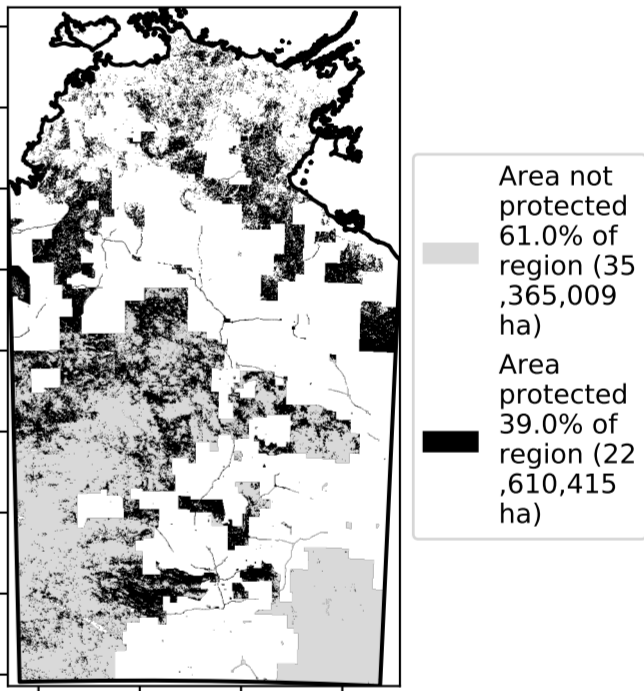 Area not
protected
61.0% of
region (35
,365,009
ha)
Area
protected
39.0% of
region (22
,610,415
ha)